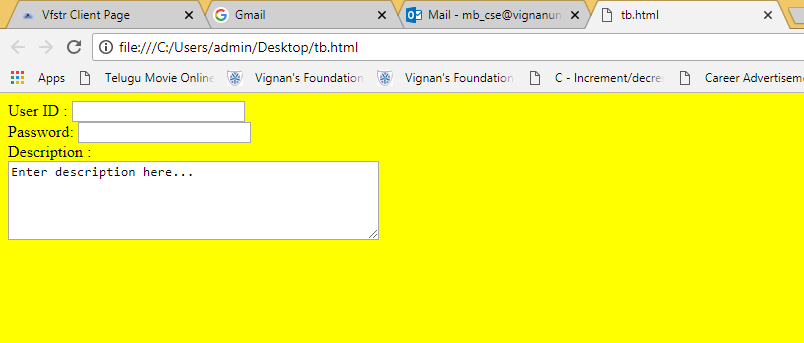 Vfstr Client Page Gmail Mail - mb_cse@vignanun tb.html
file:///C:/Users/admin/Desktop/tb.html
Apps Telugu Movie Online Vignan's Foundation Vignan's Foundation C - Increment/decre Career Advertisem
User ID :
Password:
Description :
Enter description here...